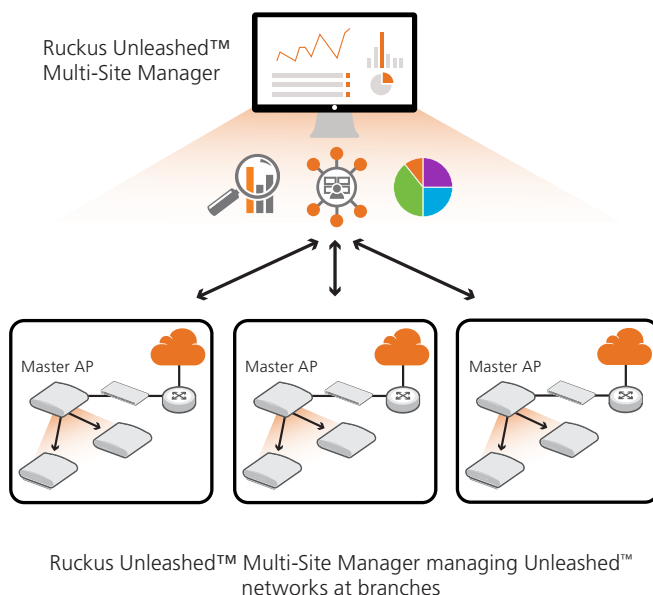 Ruckus Unleashed™
Multi-Site Manager
Master AP
Master AP
Master AP
Ruckus Unleashed™ Multi-Site Manager managing Unleashed™
networks at branches